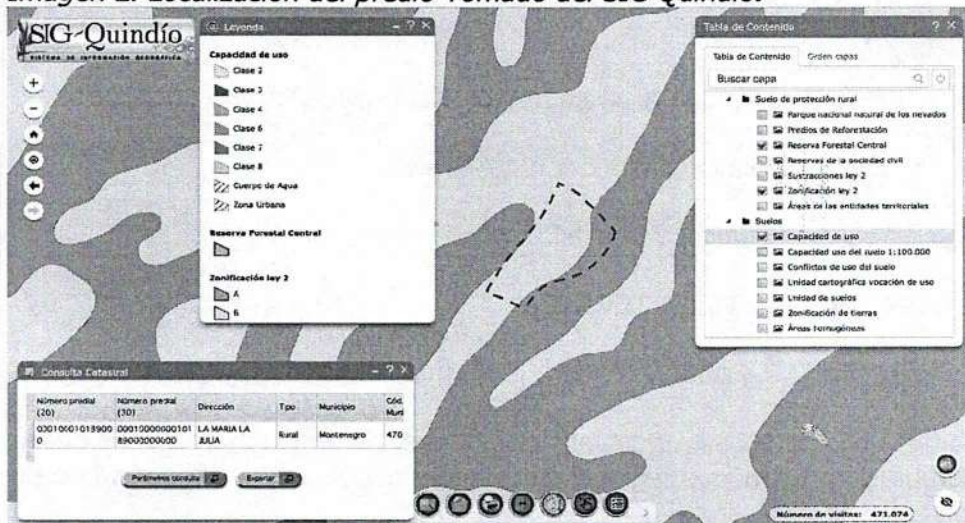 Imagen 2. Localización del predio Tomado del SIG Quindío.
SIG-Quindío
SISTEMA DE INFORMACIÓN GEOGRÁFICA
Leyenda
Capacidad de uso
Clase 2
Clase 3
Clase 4
Clase 6
Clase 7
Clase 8
Cuerpo de Agua
Zona Urbana
Reserva Forestal Central
Zonificación ley 2
A
B
Tabla de Contenido
Tabla de Contenido Orden capas
Buscar capa
Suelo de protección rural
Parque nacional natural de los nevados
Predios de Reforestación
Reserva Forestal Central
Reservas de la sociedad civil
Sustracciones ley 2
Zonificación ley 2
Áreas de las entidades territoriales
Suelos
Capacidad de uso
Capacidad uso del suelo 1:100.000
Conflictos de uso del suelo
Unidad cartográfica vocación de uso
Unidad de suelos
Zonificación de tierras
Áreas homogéneas
Consulta Catastral
Número predial (20) Número predial (30) Dirección Tipo Municipio Cód. Muni
LA MARIA LA JULIA Rural Montenegro 470
Parámetros consulta Exportar
Número de visitas: 471.074